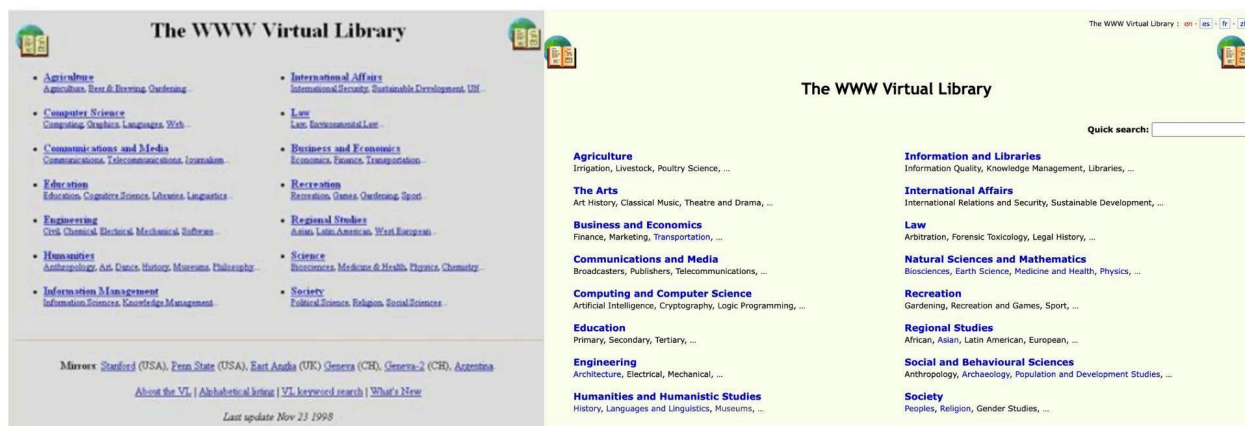 The WWW Virtual Library
• Agriculture
Agriculture, Beer & Brewing, Gardening...
• Computer Science
Computing, Graphics, Languages, Web...
• Communications and Media
Communications, Telecommunications, Journalism...
• Education
Education, Cognitive Science, Libraries, Linguistics...
• Engineering
Civil, Chemical, Electrical, Mechanical, Software...
• Humanities
Anthropology, Art, Dance, History, Museums, Philosophy...
• Information Management
Information Sciences, Knowledge Management...
• International Affairs
International Security, Sustainable Development, UN...
• Law
Law, Environmental Law...
• Business and Economics
Economics, Finance, Transportation...
• Recreation
Recreation, Games, Gardening, Sport...
• Regional Studies
Asian, Latin American, West European...
• Science
Biosciences, Medicine & Health, Physics, Chemistry...
• Society
Political Science, Religion, Social Sciences...
Mirrors: Stanford (USA), Penn State (USA), East Anglia (UK) Geneva (CH), Geneva-2 (CH), Argentina
About the VL | Alphabetical listing | VL keyword search | What's New
Last update Nov 23 1998
The WWW Virtual Library : en - es - fr - zh
The WWW Virtual Library
Quick search:
Agriculture
Irrigation, Livestock, Poultry Science, ...
The Arts
Art History, Classical Music, Theatre and Drama, ...
Business and Economics
Finance, Marketing, Transportation, ...
Communications and Media
Broadcasters, Publishers, Telecommunications, ...
Computing and Computer Science
Artificial Intelligence, Cryptography, Logic Programming, ...
Education
Primary, Secondary, Tertiary, ...
Engineering
Architecture, Electrical, Mechanical, ...
Humanities and Humanistic Studies
History, Languages and Linguistics, Museums, ...
Information and Libraries
Information Quality, Knowledge Management, Libraries, ...
International Affairs
International Relations and Security, Sustainable Development, ...
Law
Arbitration, Forensic Toxicology, Legal History, ...
Natural Sciences and Mathematics
Biosciences, Earth Science, Medicine and Health, Physics, ...
Recreation
Gardening, Recreation and Games, Sport, ...
Regional Studies
African, Asian, Latin American, European, ...
Social and Behavioural Sciences
Anthropology, Archaeology, Population and Development Studies, ...
Society
Peoples, Religion, Gender Studies, ...